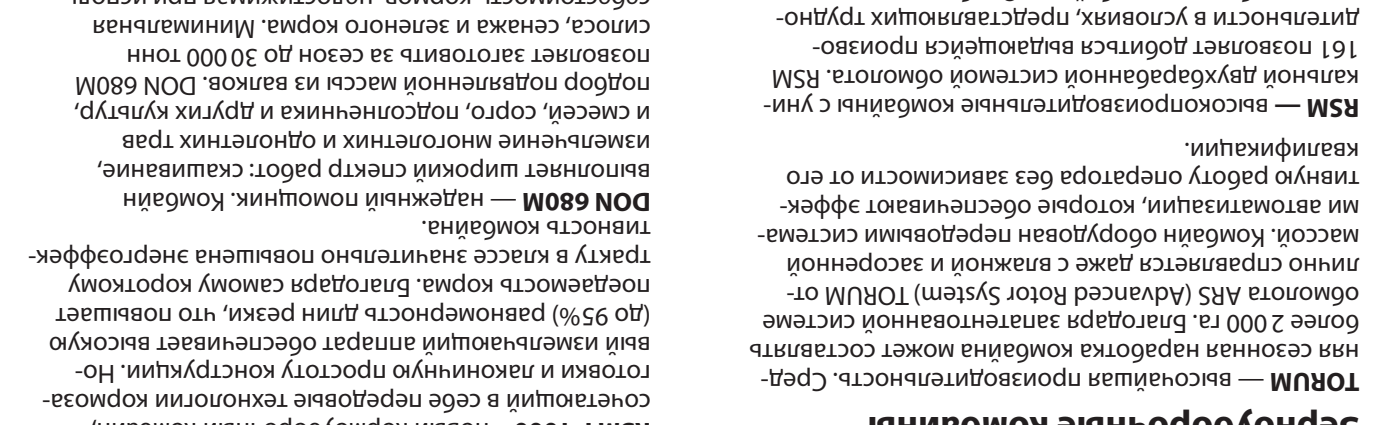 Зерноуборочные комбайны
TORUM — высочайшая производительность. Сред-
няя сезонная наработка комбайна может составлять
более 2 000 га. Благодаря запатентованной системе
обмолота ARS (Advanced Rotor System) TORUM от-
лично справляется даже с влажной и засоренной
массой. Комбайн оборудован передовыми система-
ми автоматизации, которые обеспечивают эффек-
тивную работу оператора без зависимости от его
квалификации.
RSM — высокопроизводительные комбайны с уни-
кальной двухбарабанной системой обмолота. RSM
161 позволяет добиться выдающейся произво-
дительности в условиях, представляющих трудно-
— новый кормоуборочный комбайн,
сочетающий в себе передовые технологии кормоза-
готовки и лаконичную простоту конструкции. Но-
вый измельчающий аппарат обеспечивает высокую
(до 95%) равномерность длин резки, что повышает
поедаемость корма. Благодаря самому короткому
тракту в классе значительно повышена энергоэффек-
тивность комбайна.
DON 680M — надежный помощник. Комбайн
выполняет широкий спектр работ: скашивание,
измельчение многолетних и однолетних трав
и смесей, сорго, подсолнечника и других культур,
подбор подвяленной массы из валков. DON 680M
позволяет заготовить за сезон до 30 000 тонн
силоса, сенажа и зеленого корма. Минимальная
себестоимость кормов, недостижимая при исполь-